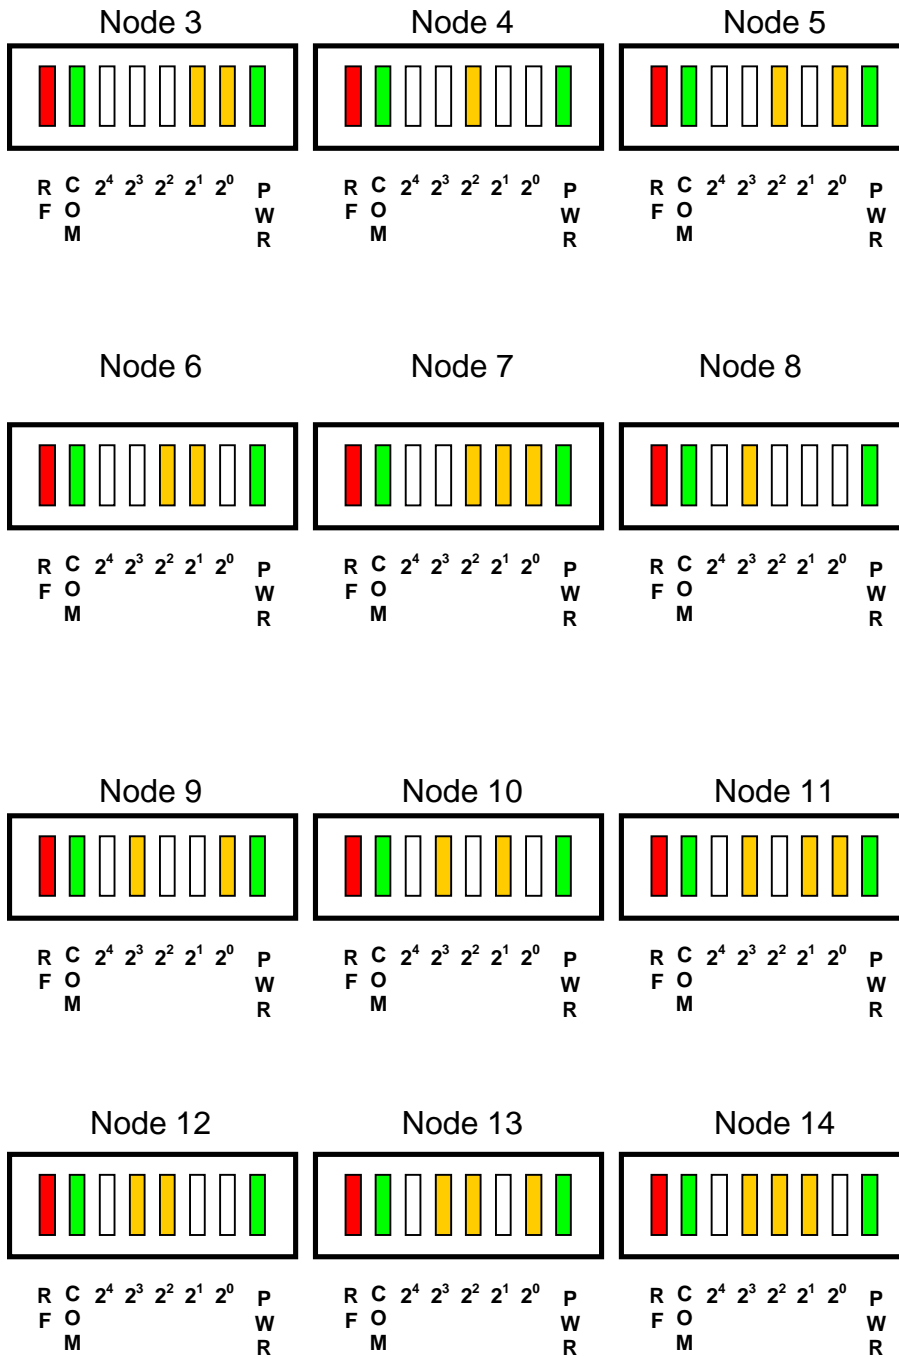 Node 3 Node 4 Node 5
R F C O M 2⁴ 2³ 2² 2¹ 2⁰ P W R R F C O M 2⁴ 2³ 2² 2¹ 2⁰ P W R R F C O M 2⁴ 2³ 2² 2¹ 2⁰ P W R
Node 6 Node 7 Node 8
R F C O M 2⁴ 2³ 2² 2¹ 2⁰ P W R R F C O M 2⁴ 2³ 2² 2¹ 2⁰ P W R R F C O M 2⁴ 2³ 2² 2¹ 2⁰ P W R
Node 9 Node 10 Node 11
R F C O M 2⁴ 2³ 2² 2¹ 2⁰ P W R R F C O M 2⁴ 2³ 2² 2¹ 2⁰ P W R R F C O M 2⁴ 2³ 2² 2¹ 2⁰ P W R
Node 12 Node 13 Node 14
R F C O M 2⁴ 2³ 2² 2¹ 2⁰ P W R R F C O M 2⁴ 2³ 2² 2¹ 2⁰ P W R R F C O M 2⁴ 2³ 2² 2¹ 2⁰ P W R